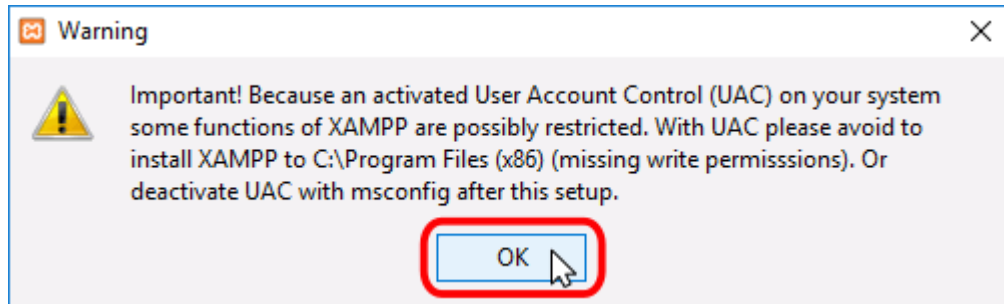 Warning
Important! Because an activated User Account Control (UAC) on your system
some functions of XAMPP are possibly restricted. With UAC please avoid to
install XAMPP to C:\Program Files (x86) (missing write permisssions). Or
deactivate UAC with msconfig after this setup.
OK